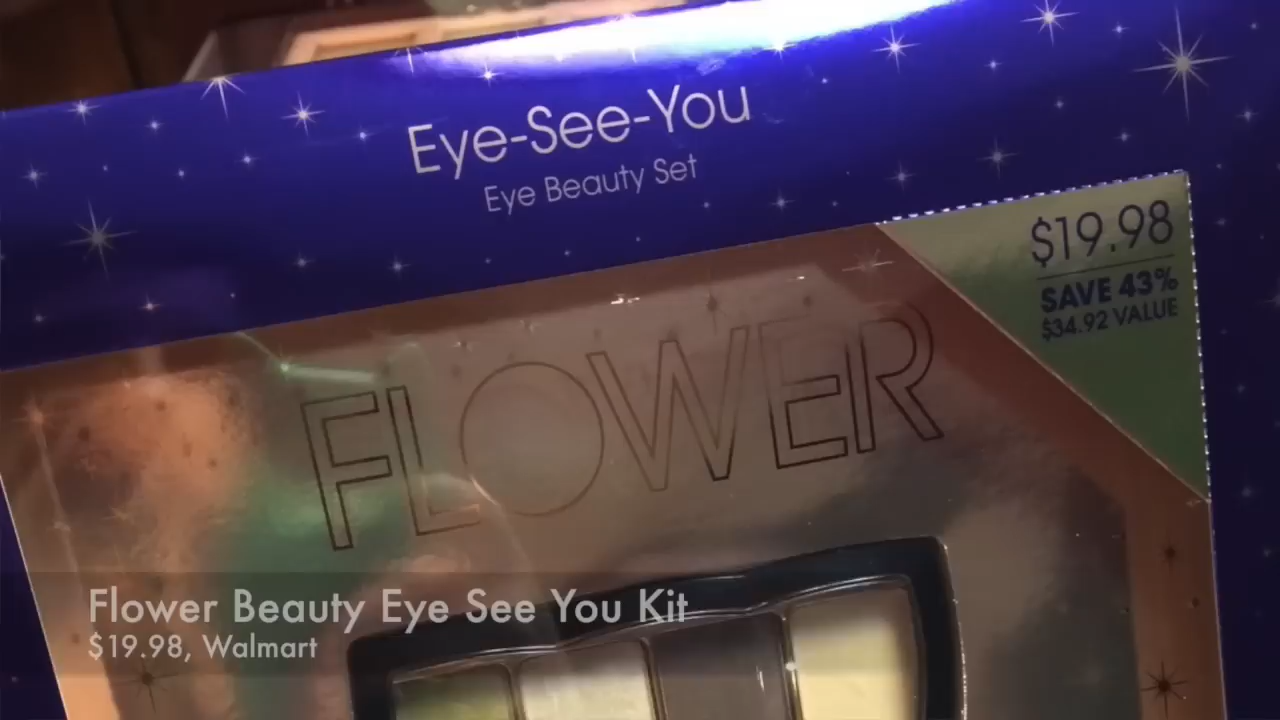 Eye-See-You
Eye Beauty Set
$19.98
SAVE 43%
$34.92 VALUE
FLOWER
Flower Beauty Eye See You Kit
$19.98, Walmart